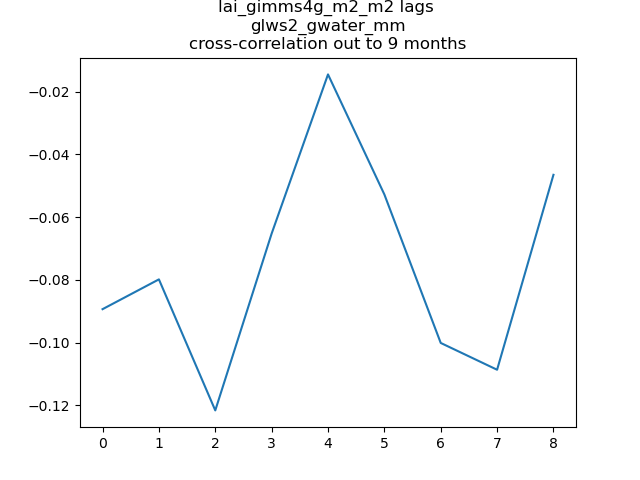 lai_gimms4g_m2_m2 lags
glws2_gwater_mm
cross-correlation out to 9 months
−0.02
−0.04
−0.06
−0.08
−0.10
−0.12
0 1 2 3 4 5 6 7 8